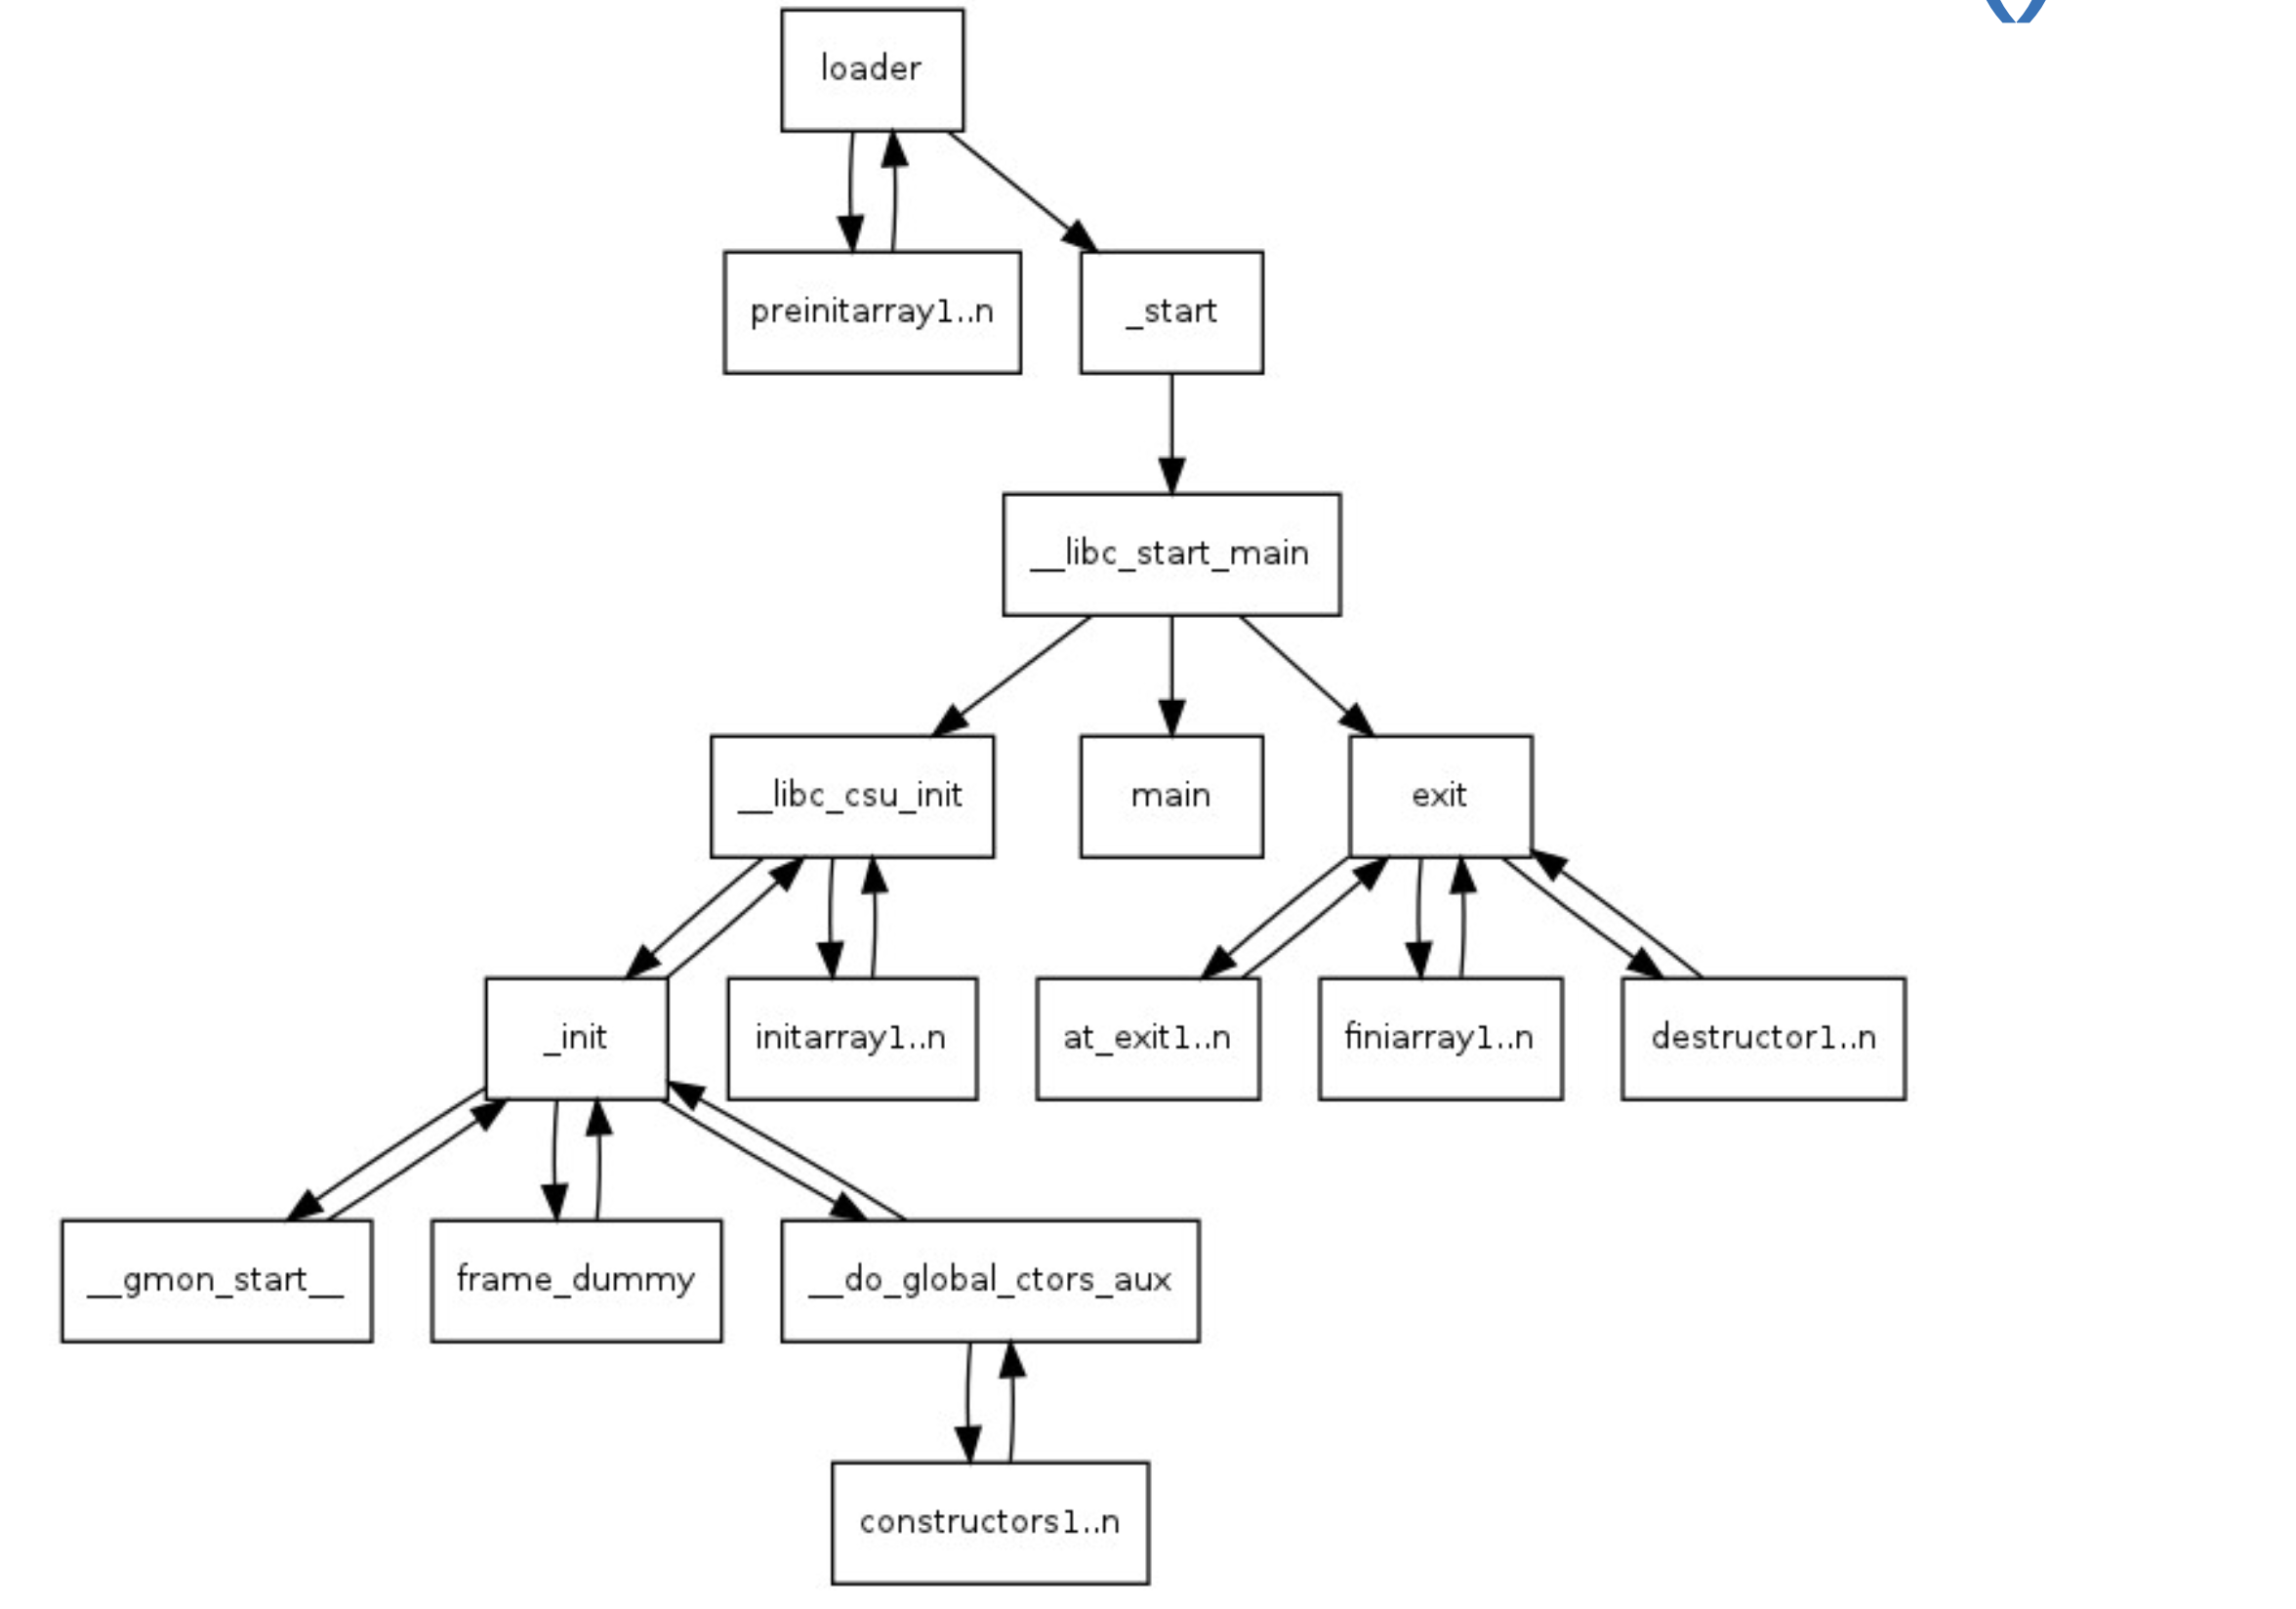 loader
preinitarray1..n
_start
__libc_start_main
__libc_csu_init
main
exit
_init
initarray1..n
at_exit1..n
finiarray1..n
destructor1..n
__gmon_start__
frame_dummy
__do_global_ctors_aux
constructors1..n